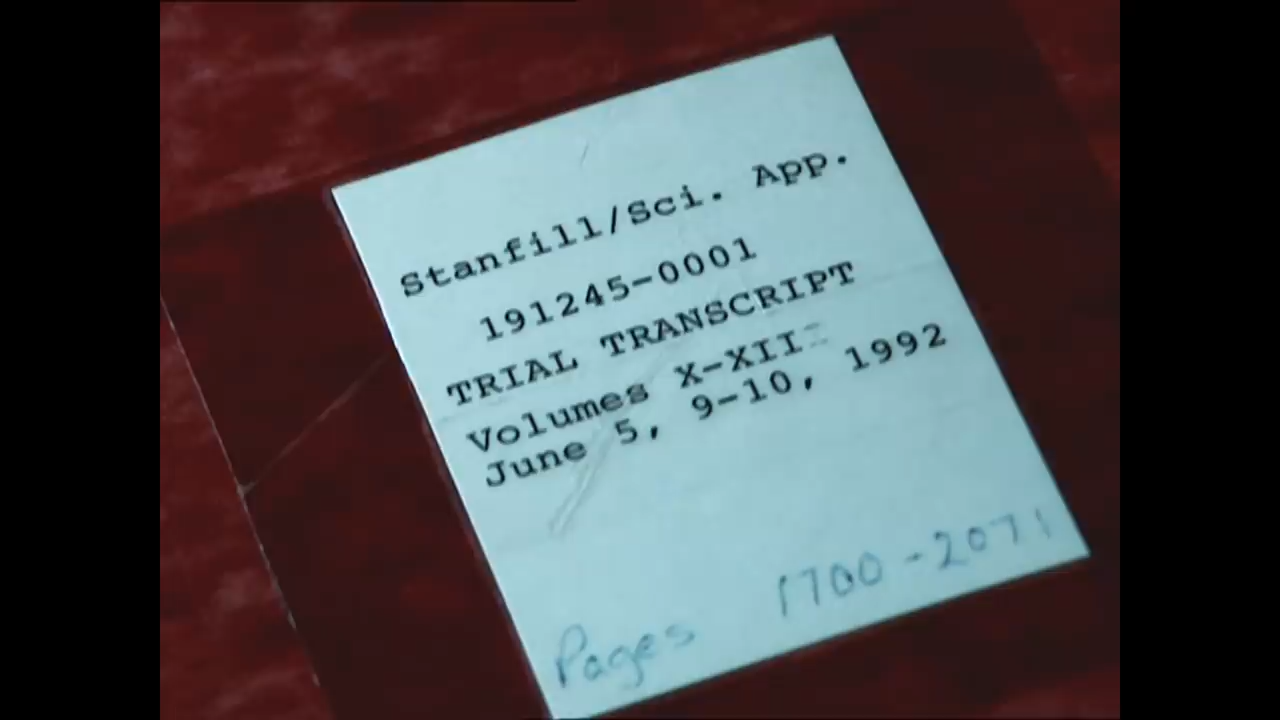 Stanfill/Sci. App.
191245-0001
TRIAL TRANSCRIPT
Volumes X-XII
June 5, 9-10, 1992
Pages 1700-2071